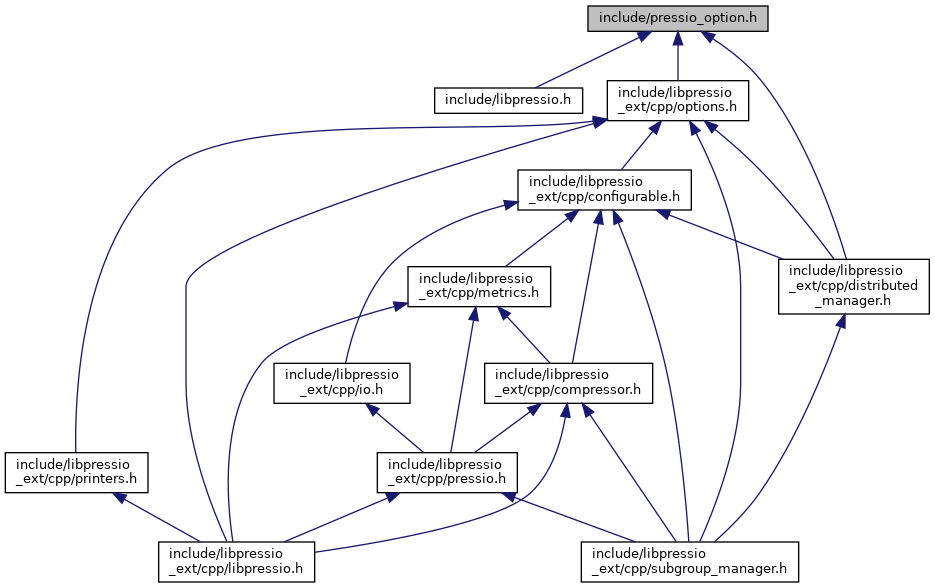 include/pressio_option.h
include/libpressio.h
include/libpressio
_ext/cpp/options.h
include/libpressio
_ext/cpp/configurable.h
include/libpressio
_ext/cpp/distributed
_manager.h
include/libpressio
_ext/cpp/metrics.h
include/libpressio
_ext/cpp/io.h
include/libpressio
_ext/cpp/compressor.h
include/libpressio
_ext/cpp/printers.h
include/libpressio
_ext/cpp/pressio.h
include/libpressio
_ext/cpp/libpressio.h
include/libpressio
_ext/cpp/subgroup_manager.h